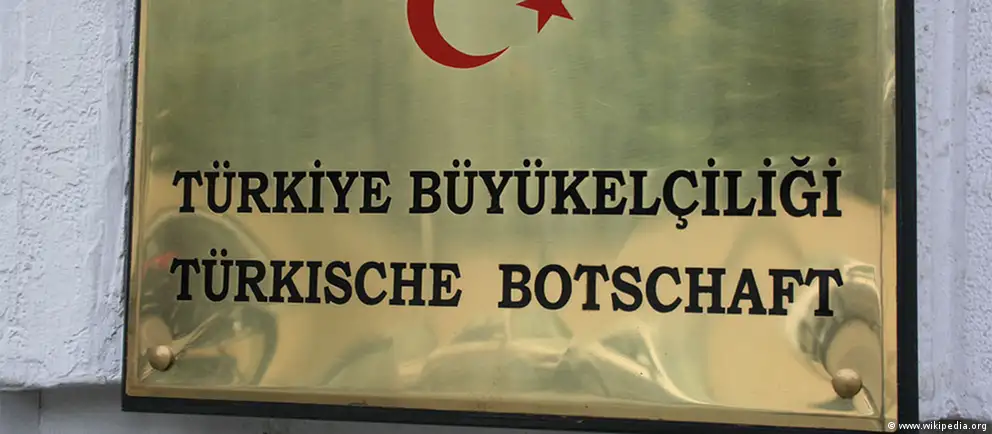 TÜRKİYE BÜYÜKELÇİLİĞİ
TÜRKISCHE BOTSCHAFT
© www.wikipedia.org